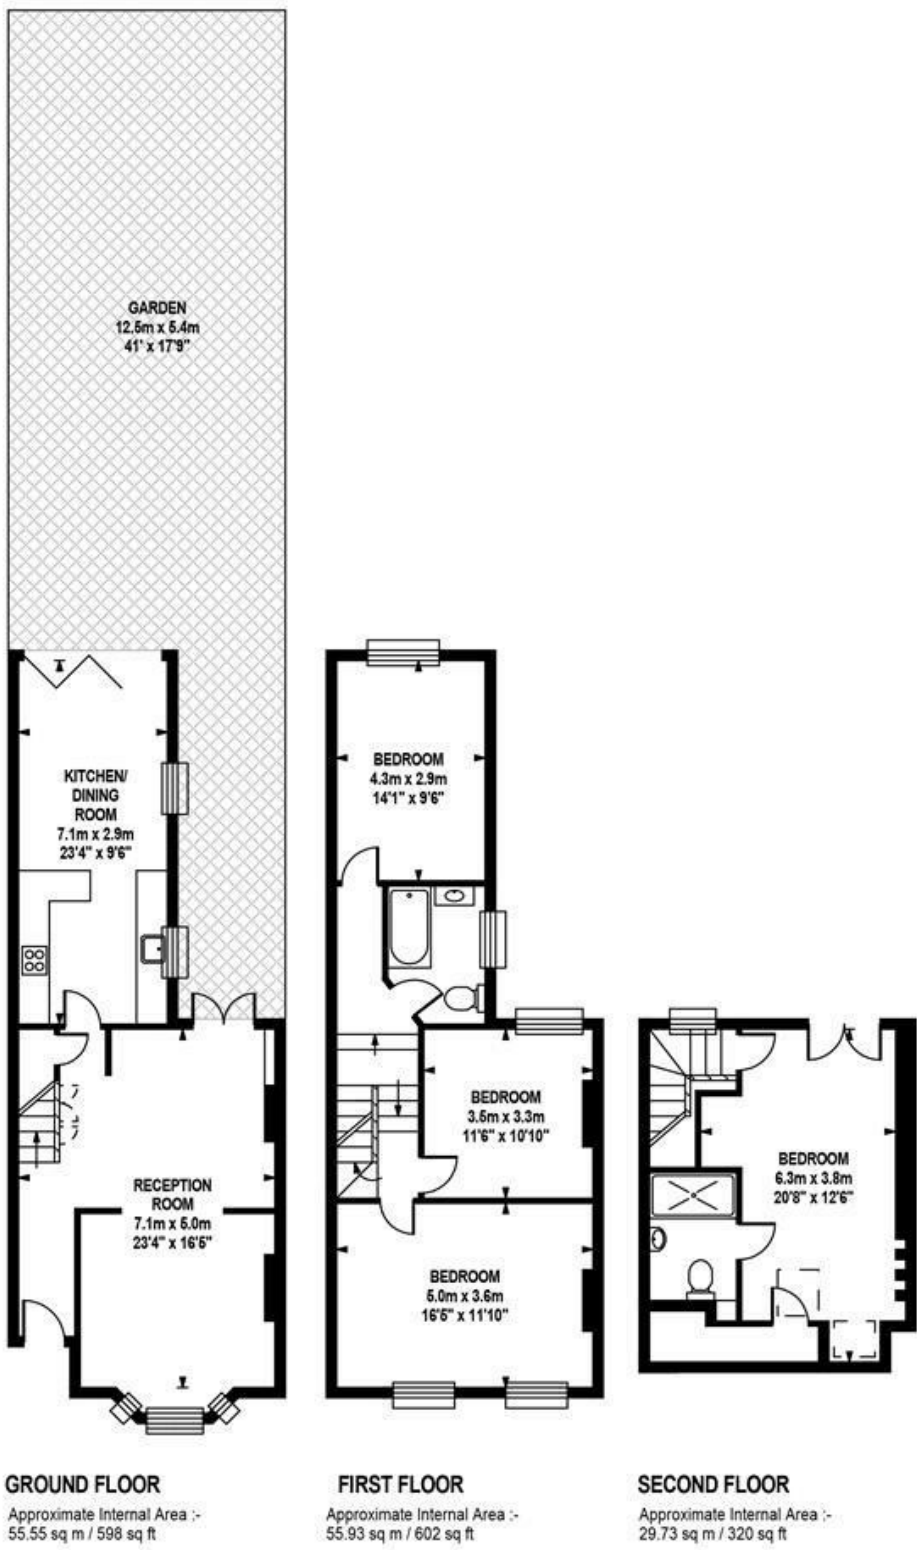 GARDEN
12.5m x 5.4m
41' x 17'9"
KITCHEN/
DINING
ROOM
7.1m x 2.9m
23'4" x 9'6"
RECEPTION
ROOM
7.1m x 5.0m
23'4" x 16'5"
BEDROOM
4.3m x 2.9m
14'1" x 9'6"
BEDROOM
3.5m x 3.3m
11'6" x 10'10"
BEDROOM
5.0m x 3.6m
16'5" x 11'10"
BEDROOM
6.3m x 3.8m
20'8" x 12'6"
GROUND FLOOR
Approximate Internal Area :-
55.55 sq m / 598 sq ft
FIRST FLOOR
Approximate Internal Area :-
55.93 sq m / 602 sq ft
SECOND FLOOR
Approximate Internal Area :-
29.73 sq m / 320 sq ft